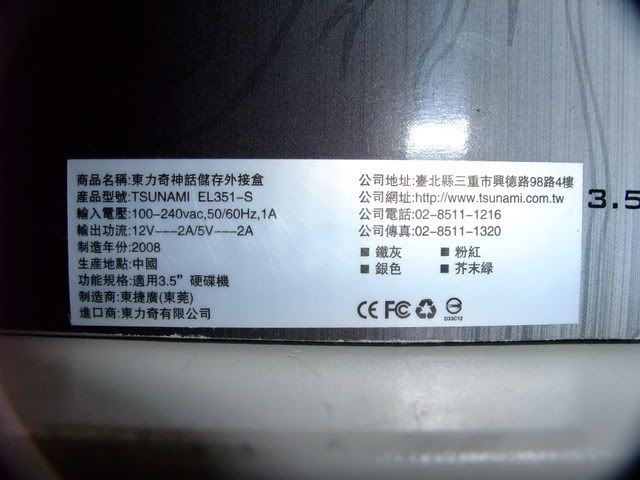 商品名稱:東力奇神話儲存外接盒
產品型號:TSUNAMI EL351-S
輸入電壓:100-240vac,50/60Hz,1A
輸出功流:12V---2A/5V---2A
制造年份:2008
生產地點:中國
功能規格:適用3.5”硬碟機
制造商:東捷廣(東莞)
進口商:東力奇有限公司
公司地址:臺北縣三重市興德路98路4樓
公司網址:http://www.tsunami.com.tw
公司電話:02-8511-1216
公司傳真:02-8511-1320
■ 鐵灰 ■ 粉紅
■ 銀色 ■ 芥末綠
CE FC
D33C12
3.5